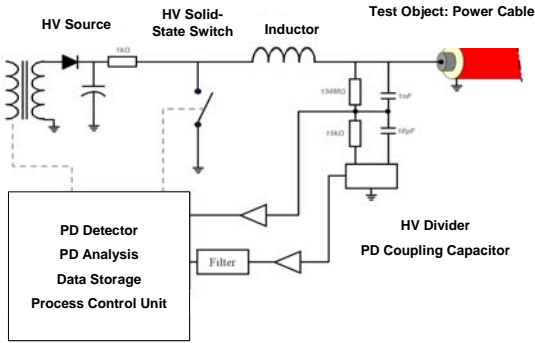 Test Object: Power Cable
HV Source
HV Solid-
State Switch
Inductor
1kΩ
1nF
15kΩ
10µF
HV Divider
PD Coupling Capacitor
PD Detector
PD Analysis
Data Storage
Process Control Unit
Filter